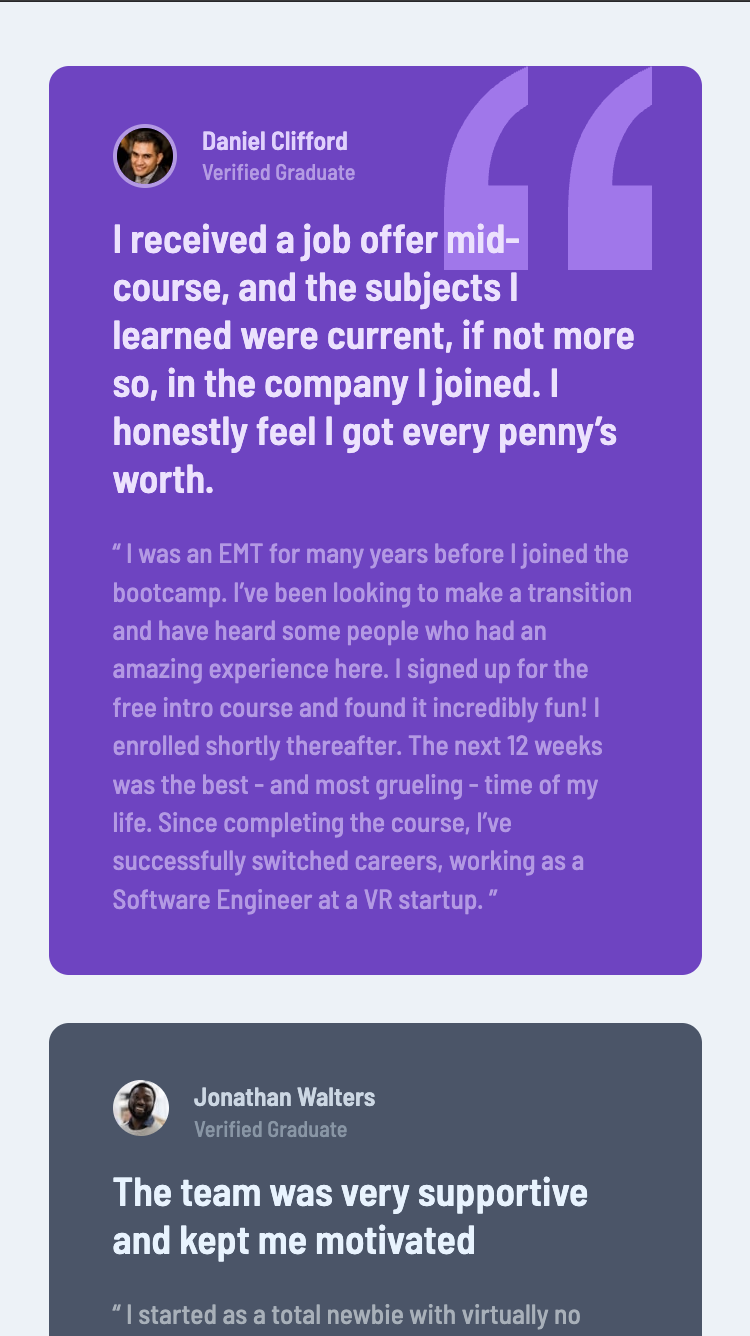 Daniel Clifford
Verified Graduate
I received a job offer mid-
course, and the subjects I
learned were current, if not more
so, in the company I joined. I
honestly feel I got every penny’s
worth.
“ I was an EMT for many years before I joined the
bootcamp. I’ve been looking to make a transition
and have heard some people who had an
amazing experience here. I signed up for the
free intro course and found it incredibly fun! I
enrolled shortly thereafter. The next 12 weeks
was the best - and most grueling - time of my
life. Since completing the course, I’ve
successfully switched careers, working as a
Software Engineer at a VR startup. ”
Jonathan Walters
Verified Graduate
The team was very supportive
and kept me motivated
“ I started as a total newbie with virtually no